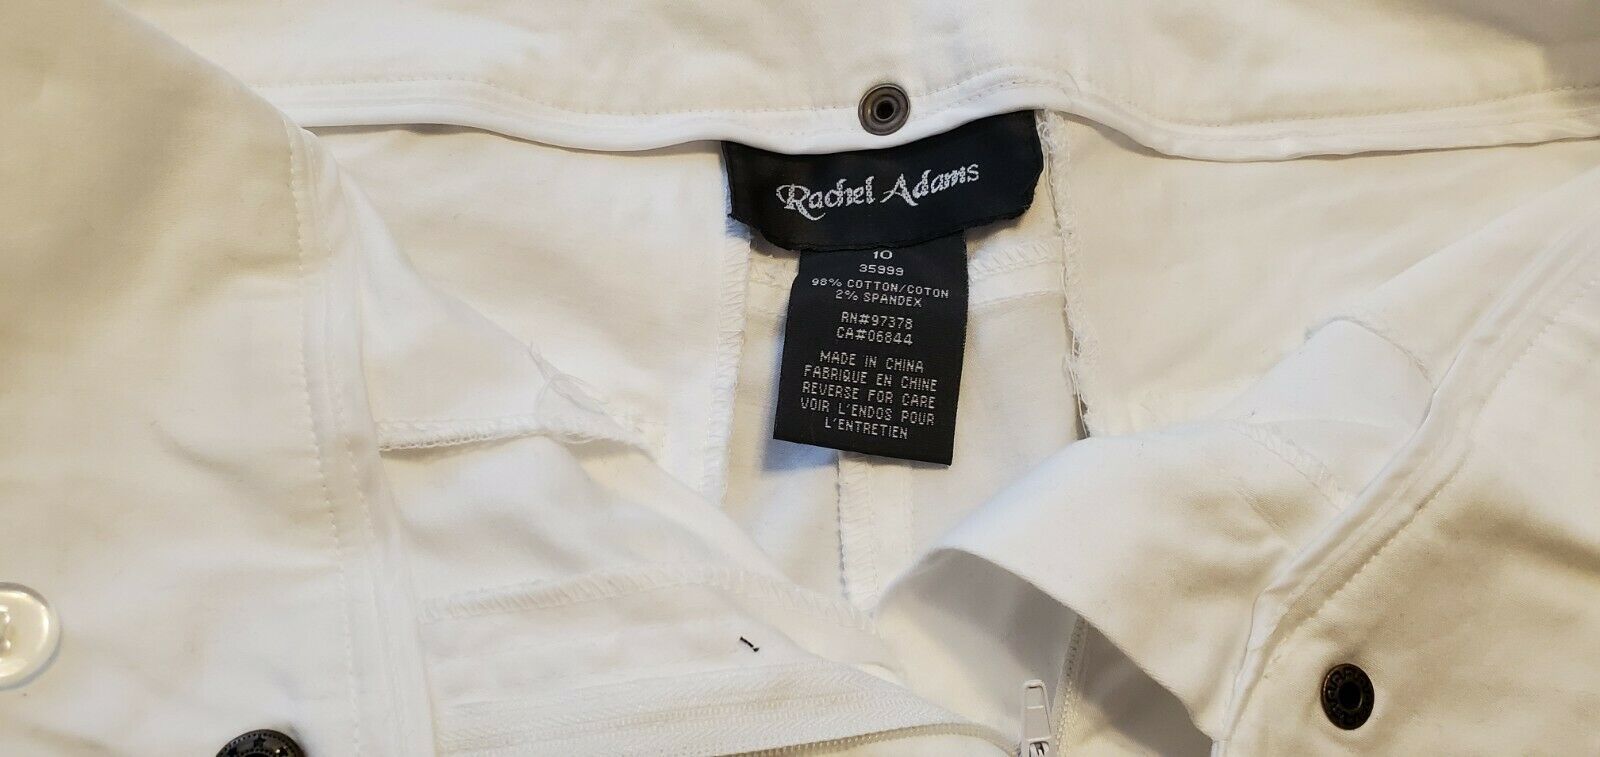 Rachel Adams
10
35999
98% COTTON/COTON
2% SPANDEX
RN#97378
CA#06844
MADE IN CHINA
FABRIQUE EN CHINE
REVERSE FOR CARE
VOIR L'ENDOS POUR
L'ENTRETIEN